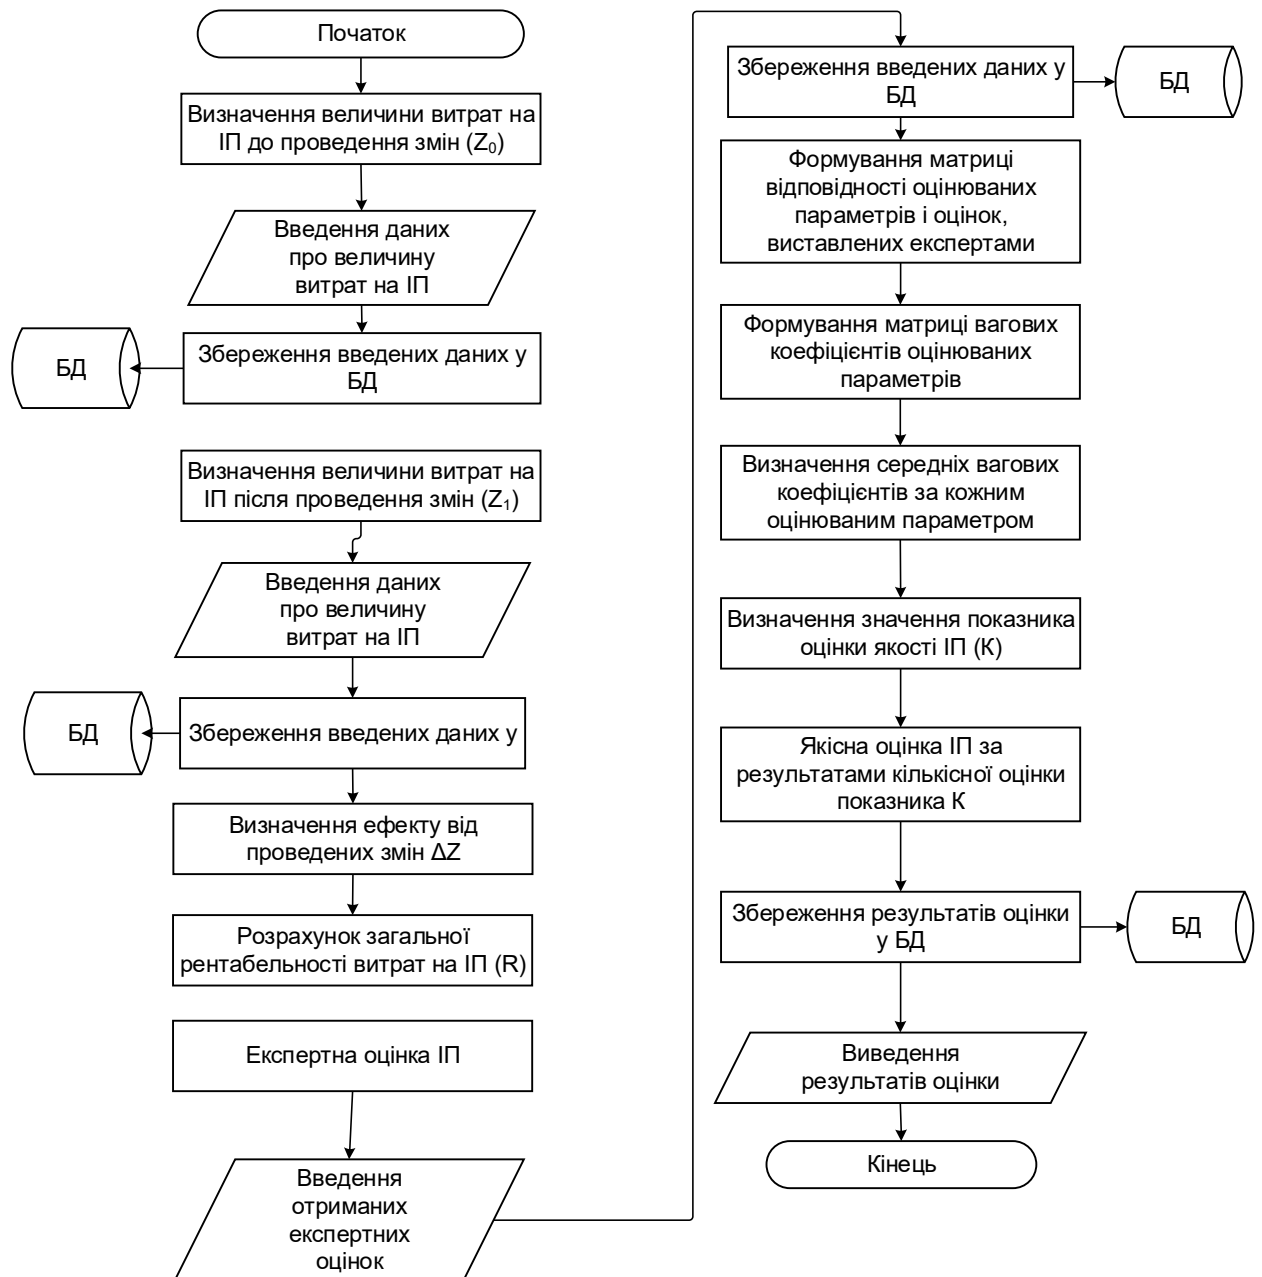 Початок
Визначення величини витрат на
ІП до проведення змін (Z₀)
Введення даних
про величину
витрат на ІП
Збереження введених даних у
БД
БД
Визначення величини витрат на
ІП після проведення змін (Z₁)
Введення даних
про величину
витрат на ІП
Збереження введених даних у
БД
Визначення ефекту від
проведених змін ΔZ
Розрахунок загальної
рентабельності витрат на ІП (R)
Експертна оцінка ІП
Введення
отриманих
експертних
оцінок
Збереження введених даних у
БД
БД
Формування матриці
відповідності оцінюваних
параметрів і оцінок,
виставлених експертами
Формування матриці вагових
коефіцієнтів оцінюваних
параметрів
Визначення середніх вагових
коефіцієнтів за кожним
оцінюваним параметром
Визначення значення показника
оцінки якості ІП (К)
Якісна оцінка ІП за
результатами кількісної оцінки
показника К
Збереження результатів оцінки
у БД
БД
Виведення
результатів оцінки
Кінець